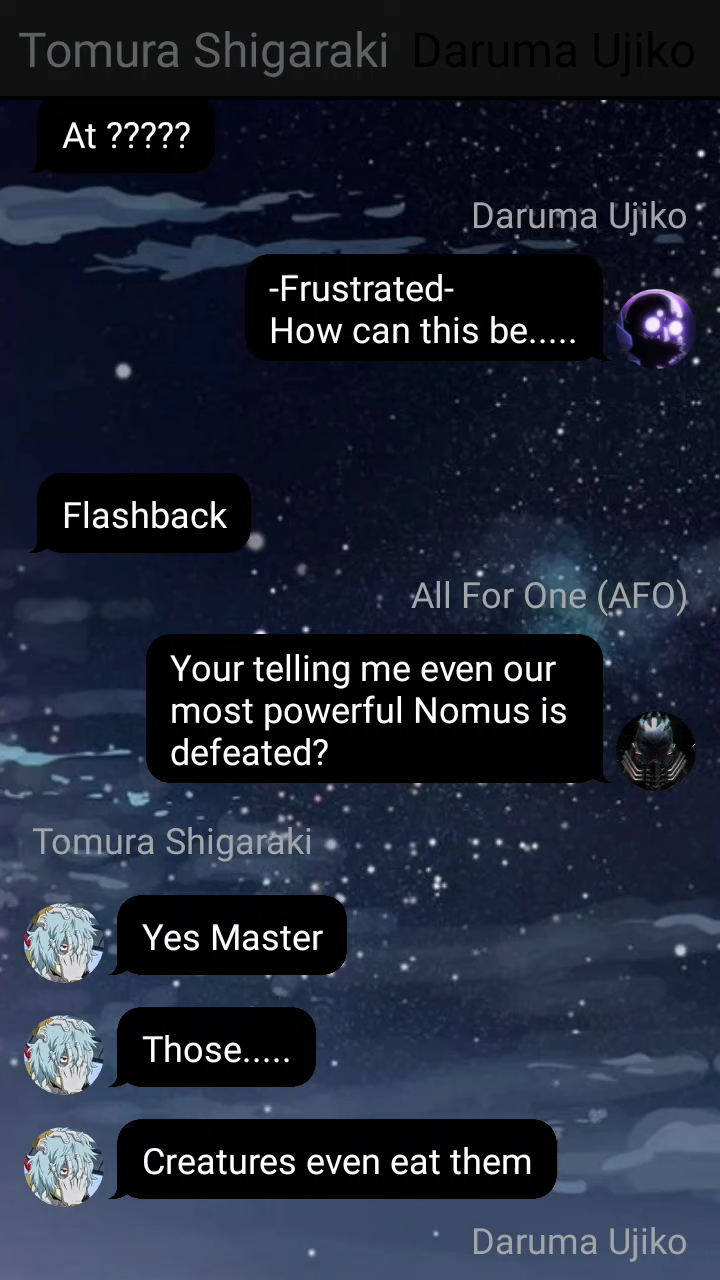 Tomura Shigaraki Daruma Ujiko
At ?????
Daruma Ujiko
-Frustrated-
How can this be.....
Flashback
All For One (AFO)
Your telling me even our
most powerful Nomus is
defeated?
Tomura Shigaraki
Yes Master
Those.....
Creatures even eat them
Daruma Ujiko